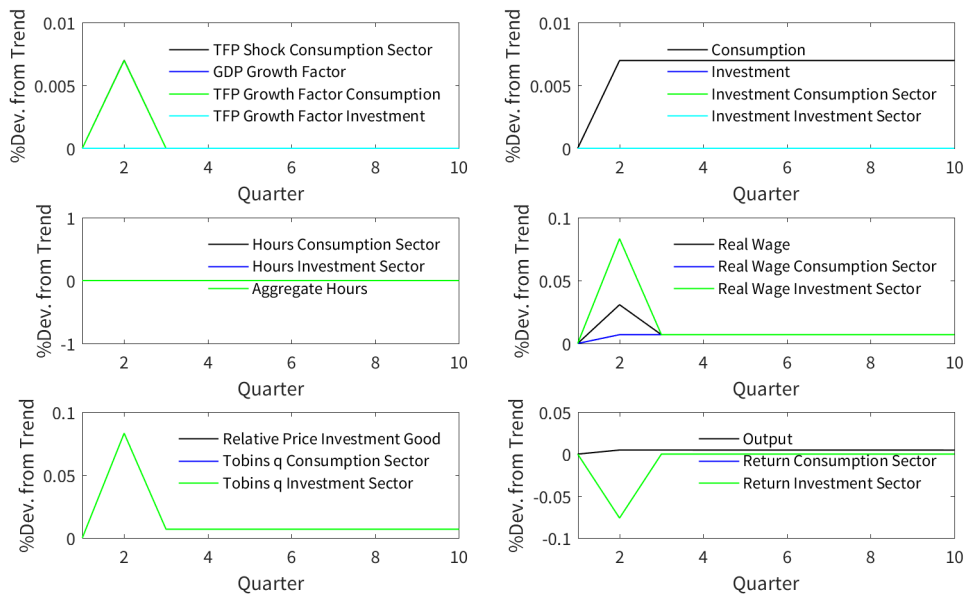 0.01
0.005
0
%Dev. from Trend
TFP Shock Consumption Sector
GDP Growth Factor
TFP Growth Factor Consumption
TFP Growth Factor Investment
2 4 6 8 10
Quarter
0.01
0.005
0
%Dev. from Trend
Consumption
Investment
Investment Consumption Sector
Investment Investment Sector
2 4 6 8 10
Quarter
1
0
-1
%Dev. from Trend
Hours Consumption Sector
Hours Investment Sector
Aggregate Hours
2 4 6 8 10
Quarter
0.1
0.05
0
%Dev. from Trend
Real Wage
Real Wage Consumption Sector
Real Wage Investment Sector
2 4 6 8 10
Quarter
0.1
0.05
0
%Dev. from Trend
Relative Price Investment Good
Tobins q Consumption Sector
Tobins q Investment Sector
2 4 6 8 10
Quarter
0.05
0
-0.05
-0.1
%Dev. from Trend
Output
Return Consumption Sector
Return Investment Sector
2 4 6 8 10
Quarter